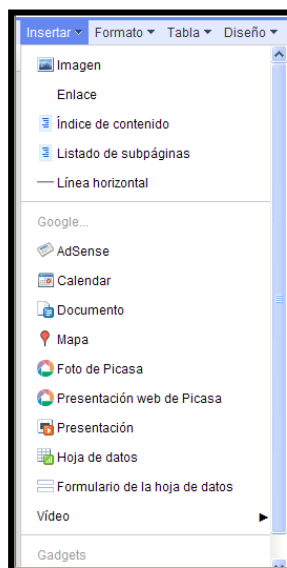 Insertar Formato Tabla Diseño
Imagen
Enlace
Índice de contenido
Listado de subpáginas
Línea horizontal
Google...
AdSense
Calendar
Documento
Mapa
Foto de Picasa
Presentación web de Picasa
Presentación
Hoja de datos
Formulario de la hoja de datos
Vídeo
Gadgets